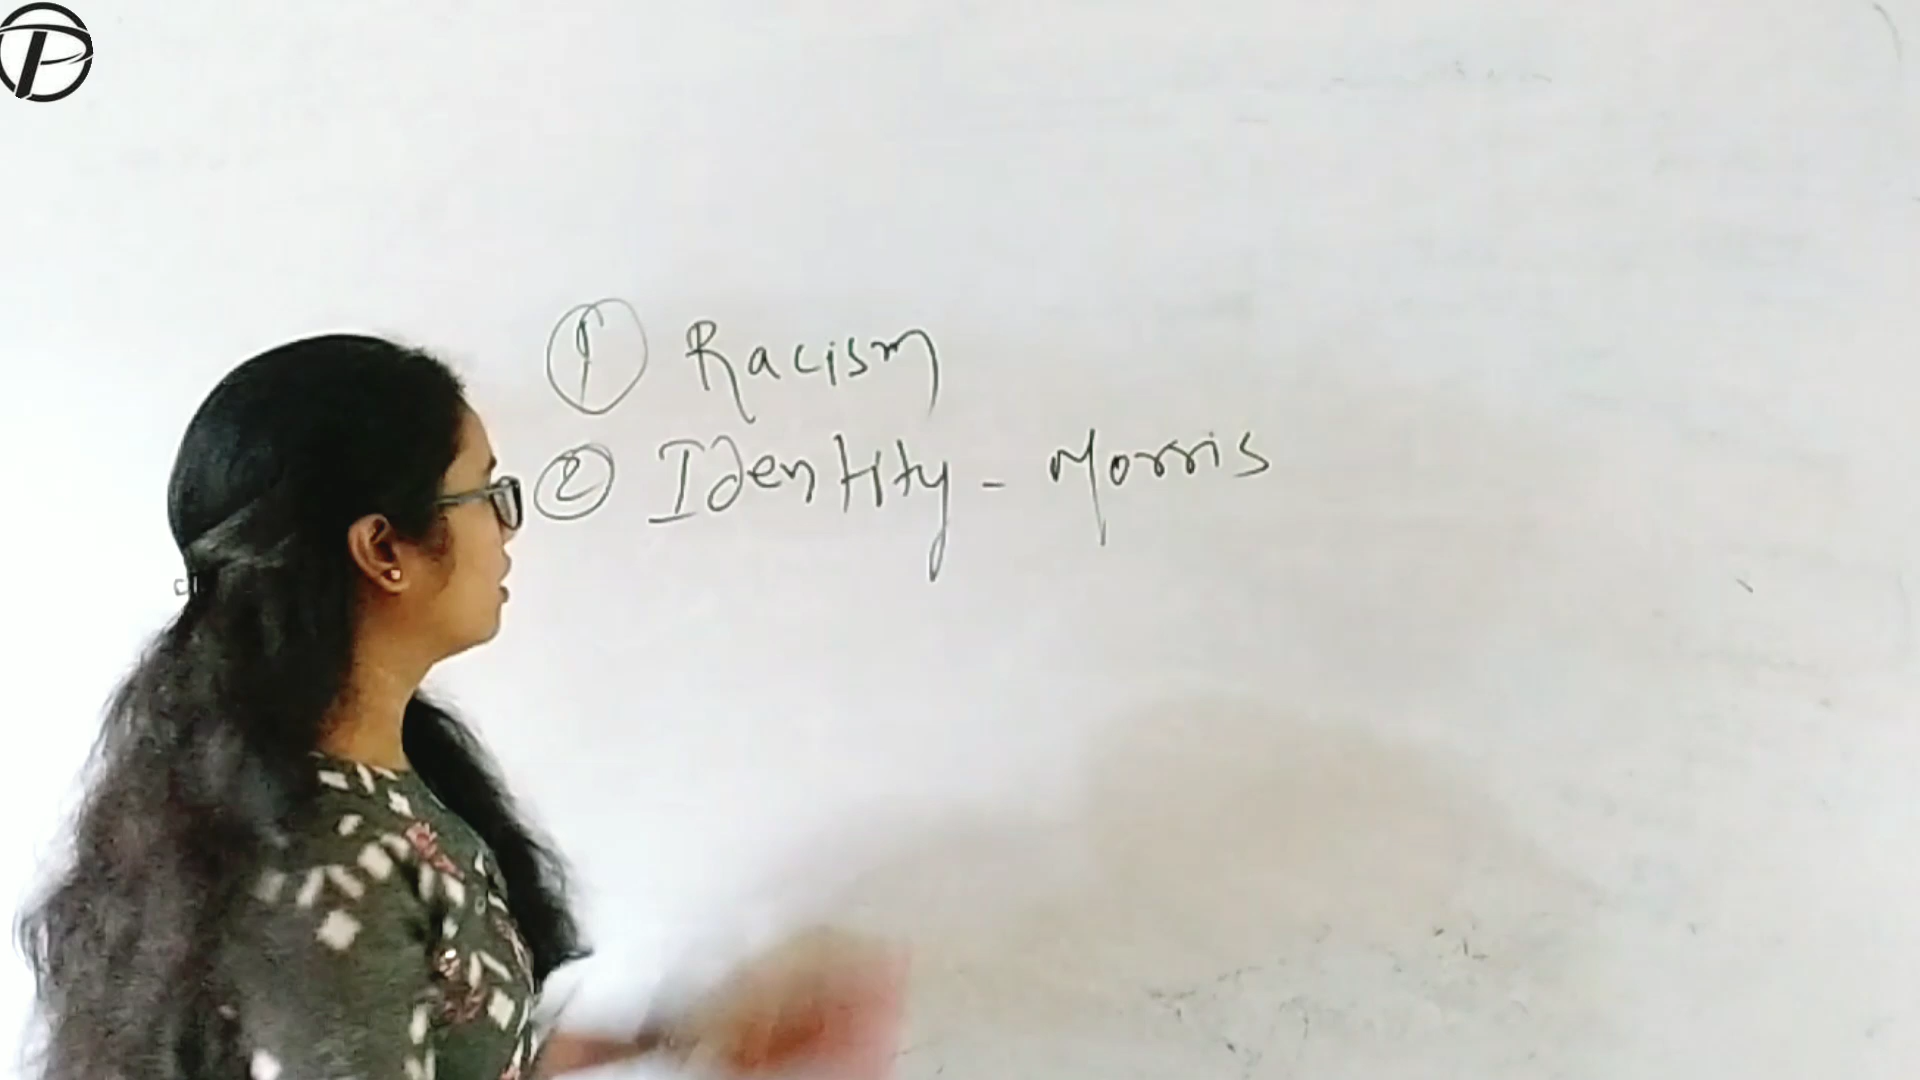 ① Racism
② Identity - Morris